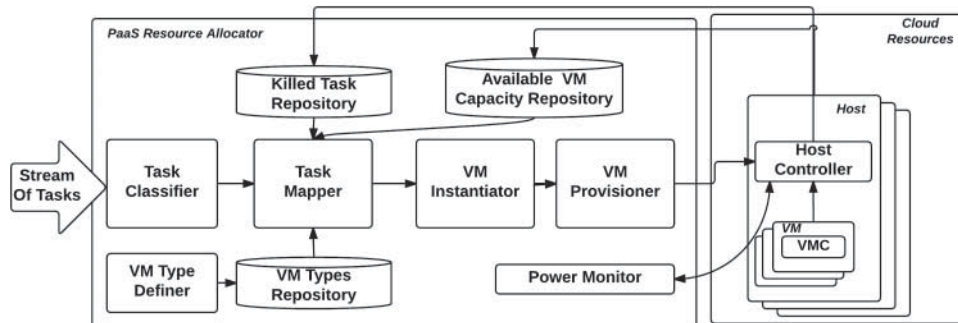 PaaS Resource Allocator
Cloud
Resources
Killed Task
Repository
Available VM
Capacity Repository
Host
Stream
Of Tasks
Task
Classifier
Task
Mapper
VM
Instantiator
VM
Provisioner
Host
Controller
VM
VMC
VM Type
Definer
VM Types
Repository
Power Monitor